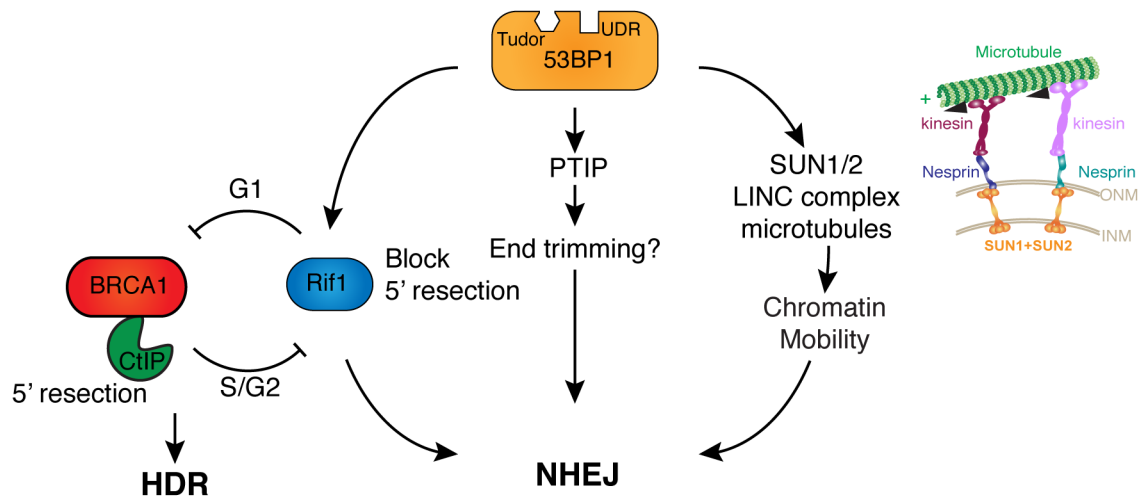 Tudor
UDR
53BP1
G1
BRCA1
CtIP
5’ resection
S/G2
HDR
Rif1
Block
5’ resection
PTIP
End trimming?
NHEJ
SUN1/2
LINC complex
microtubules
Chromatin
Mobility
Microtubule
+
kinesin
kinesin
Nesprin
Nesprin
ONM
INM
SUN1+SUN2